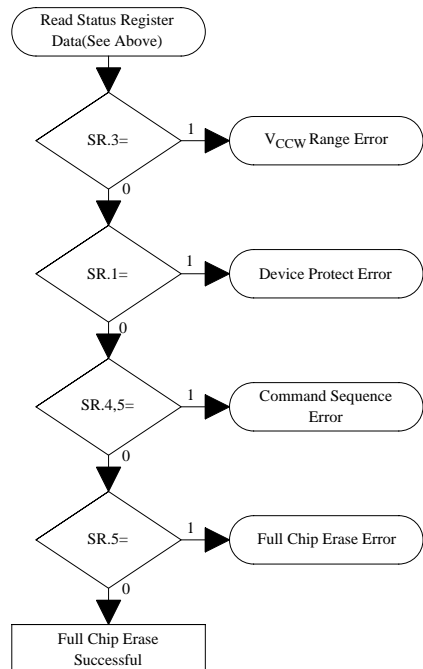 Read Status Register
Data(See Above)
SR.3=
1
VCCW Range Error
0
SR.1=
1
Device Protect Error
0
SR.4,5=
1
Command Sequence
Error
0
SR.5=
1
Full Chip Erase Error
0
Full Chip Erase
Successful